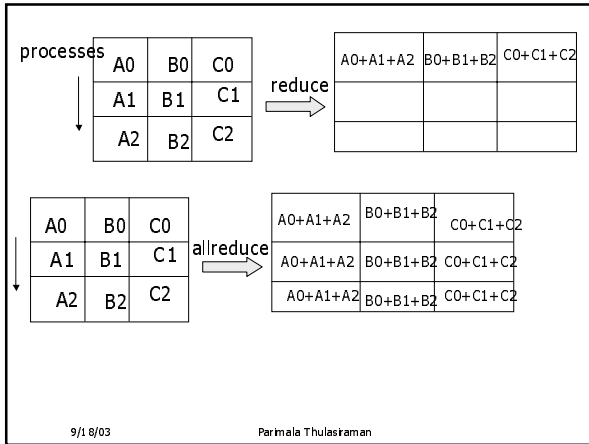 processes
A0 B0 C0
A1 B1 C1
A2 B2 C2
reduce
A0+A1+A2 B0+B1+B2 C0+C1+C2
A0 B0 C0
A1 B1 C1
A2 B2 C2
allreduce
A0+A1+A2 B0+B1+B2 C0+C1+C2
A0+A1+A2 B0+B1+B2 C0+C1+C2
A0+A1+A2 B0+B1+B2 C0+C1+C2
9/18/03 Parimala Thulasiraman